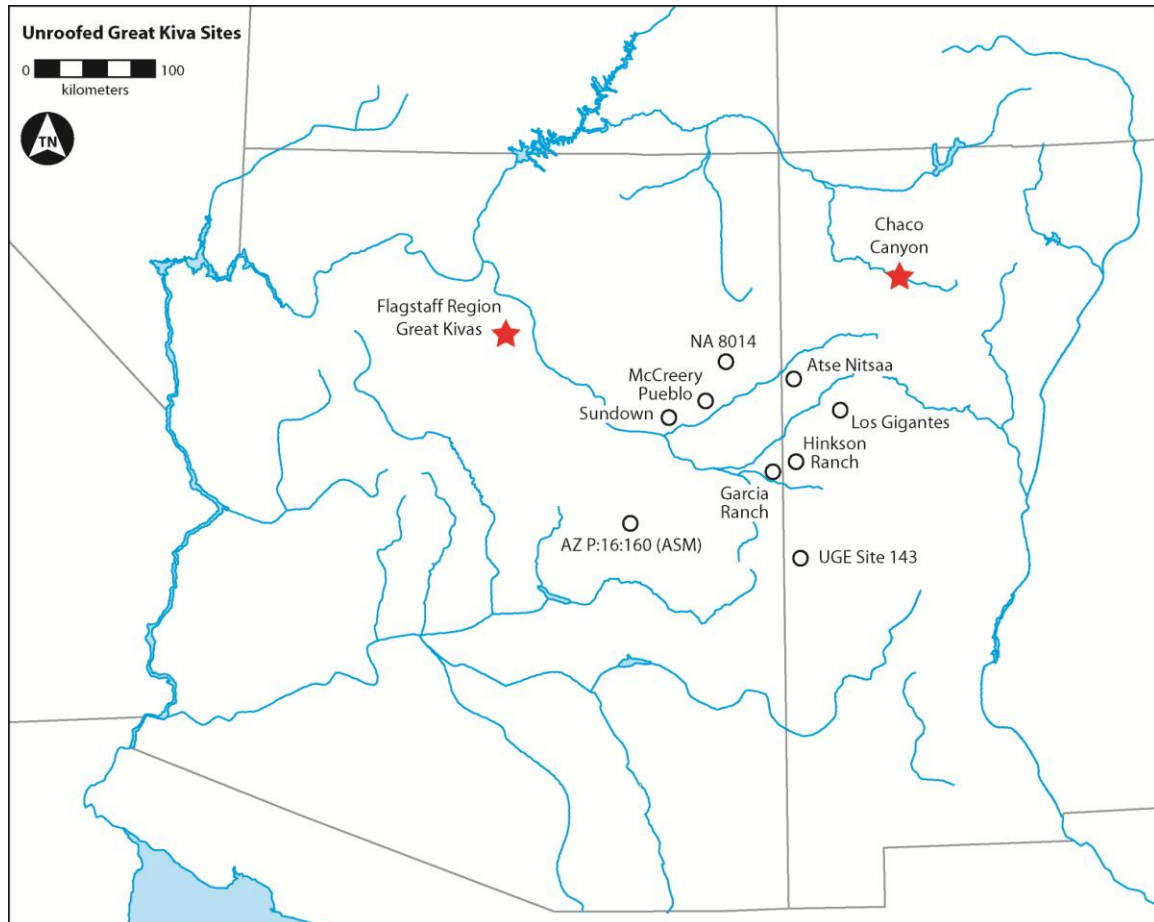 Unroofed Great Kiva Sites
0 100
kilometers
TN
Chaco
Canyon
Flagstaff Region
Great Kivas
NA 8014
McCreery
Pueblo
Atse Nitsaa
Sundown
Los Gigantes
Hinkson
Ranch
Garcia
Ranch
AZ P:16:160 (ASM)
UGE Site 143